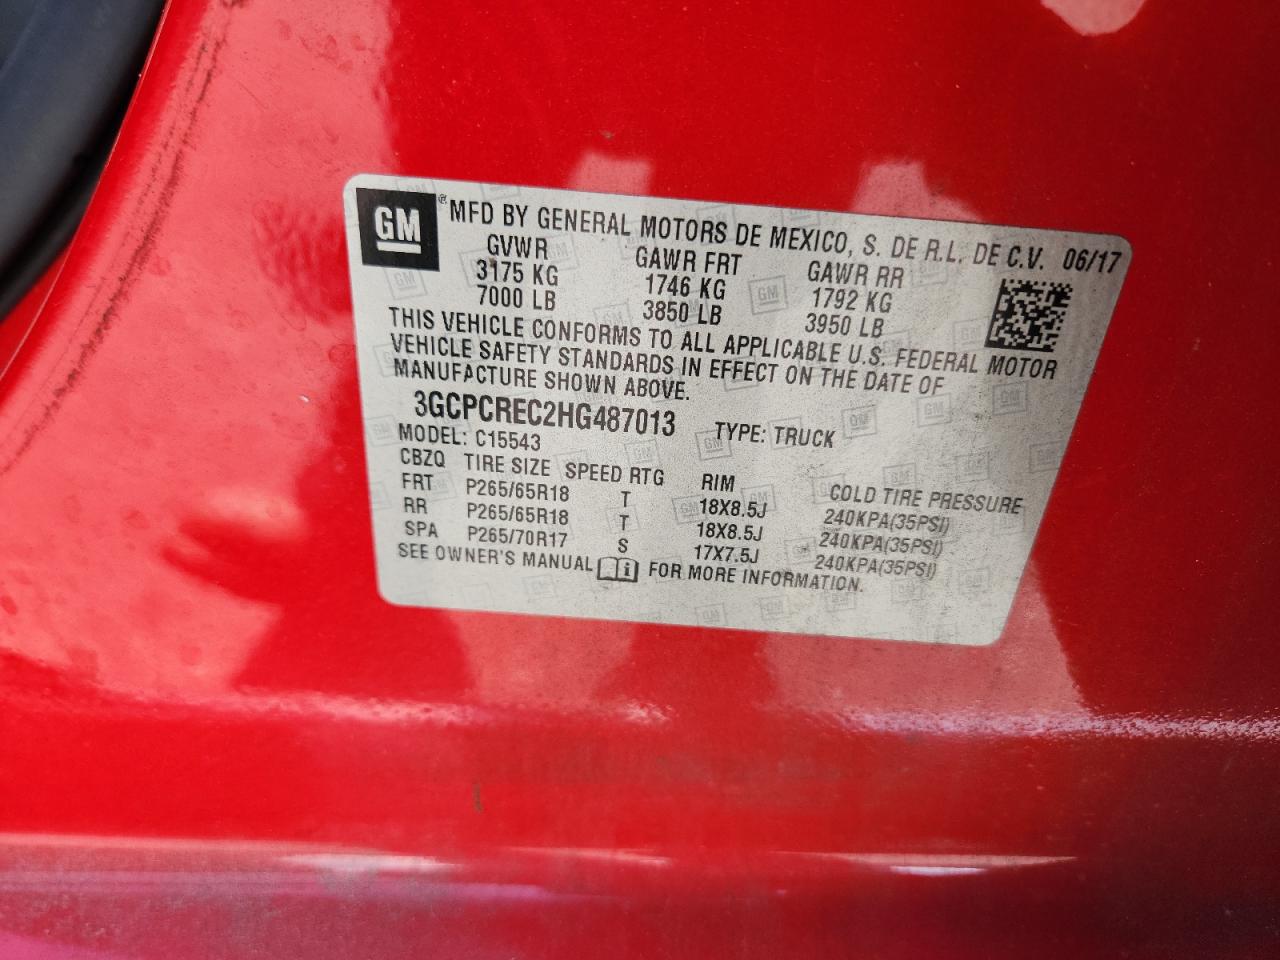 GM ® MFD BY GENERAL MOTORS DE MEXICO, S. DE R.L. DE C.V. 06/17
GVWR GAWR FRT GAWR RR
3175 KG 1746 KG 1792 KG
7000 LB 3850 LB 3950 LB
THIS VEHICLE CONFORMS TO ALL APPLICABLE U.S. FEDERAL MOTOR
VEHICLE SAFETY STANDARDS IN EFFECT ON THE DATE OF
MANUFACTURE SHOWN ABOVE.
3GCPCREC2HG487013 TYPE: TRUCK
MODEL: C15543
CBZQ TIRE SIZE SPEED RTG RIM COLD TIRE PRESSURE
FRT P265/65R18 T 18X8.5J 240KPA(35PSI)
RR P265/65R18 T 18X8.5J 240KPA(35PSI)
SPA P265/70R17 S 17X7.5J 240KPA(35PSI)
SEE OWNER'S MANUAL i FOR MORE INFORMATION.